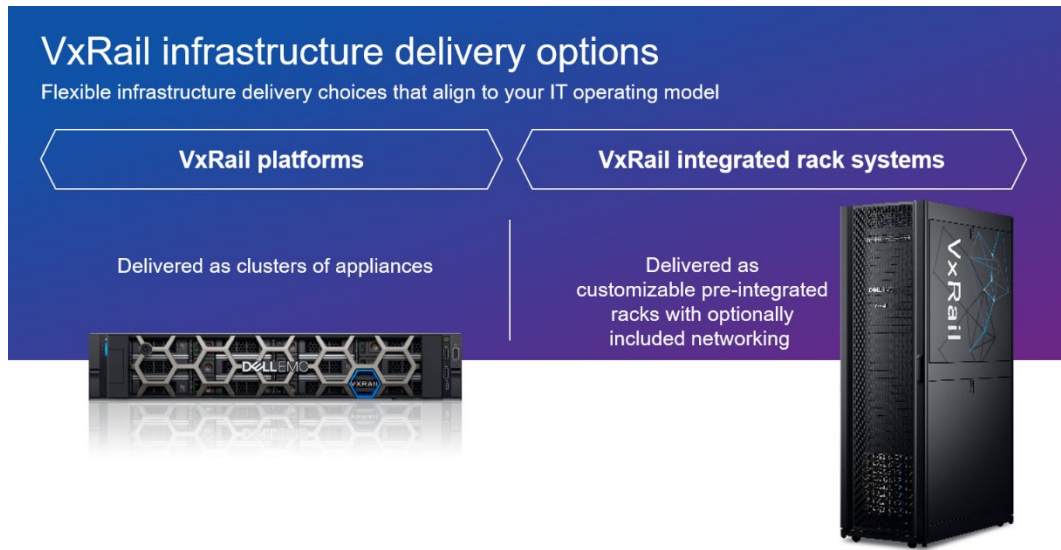 VxRail infrastructure delivery options
Flexible infrastructure delivery choices that align to your IT operating model
VxRail platforms
VxRail integrated rack systems
Delivered as clusters of appliances
Delivered as
customizable pre-integrated
racks with optionally
included networking
DELLEMC
VXRAIL
DELLEMC
VxRail